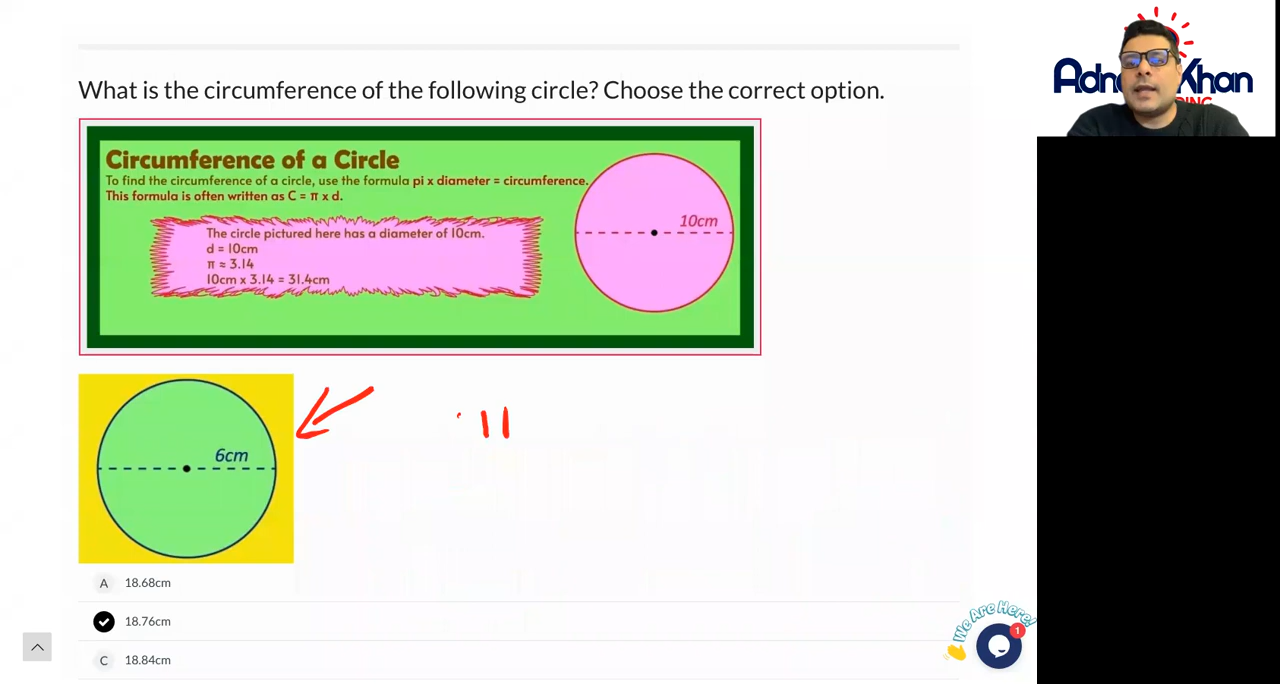 What is the circumference of the following circle? Choose the correct option.
Circumference of a Circle
To find the circumference of a circle, use the formula pi x diameter = circumference.
This formula is often written as C = π x d.
The circle pictured here has a diameter of 10cm.
d = 10cm
π = 3.14
10cm x 3.14 = 31.4cm
10cm
6cm
A 18.68cm
18.76cm
C 18.84cm
We Are Here!
1
Khan